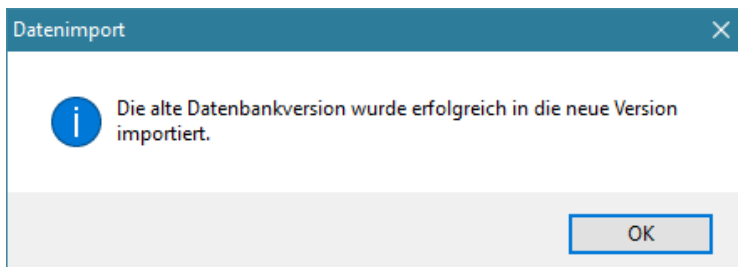 Datenimport
Die alte Datenbankversion wurde erfolgreich in die neue Version
importiert.
OK